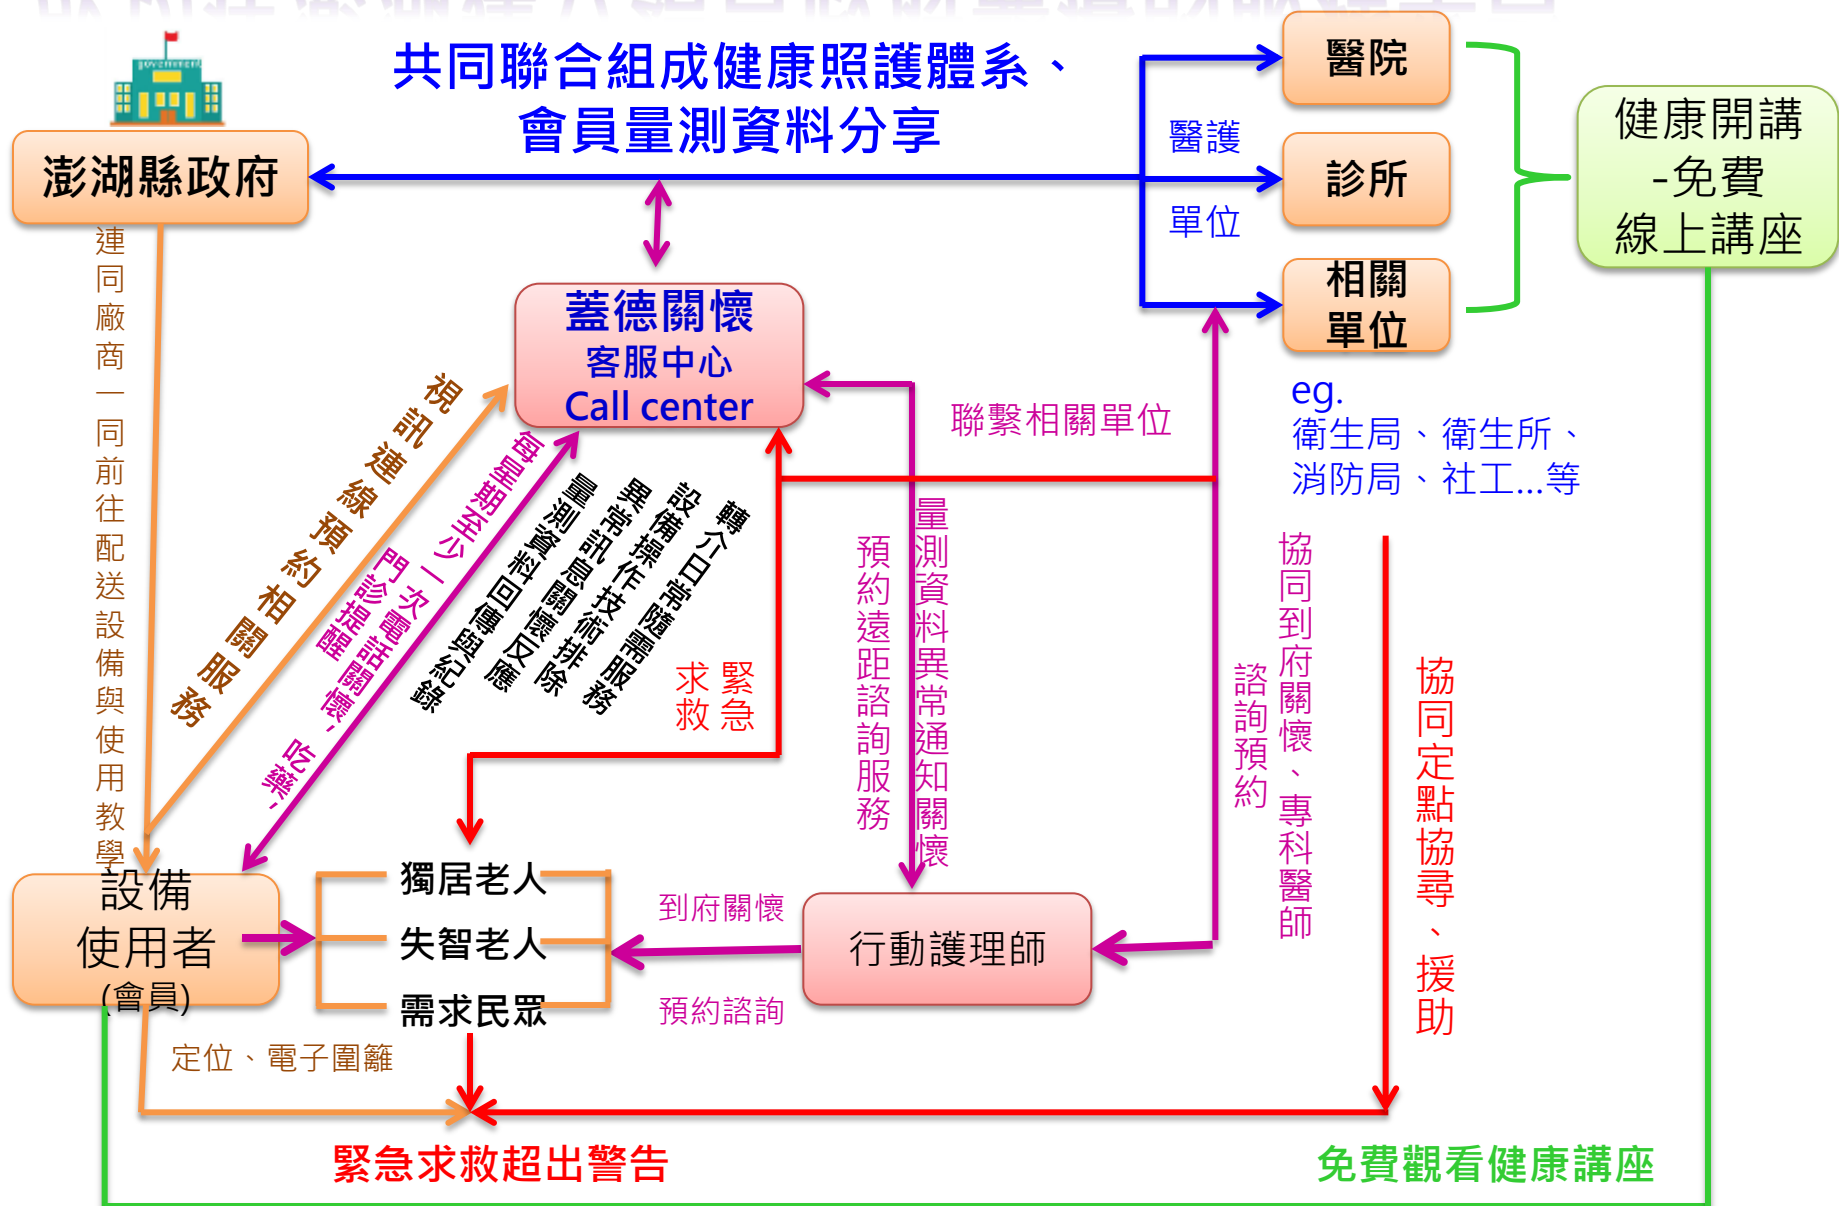 government
共同聯合組成健康照護體系、
會員量測資料分享
醫院
診所
相關
單位
醫護
單位
健康開講
-免費
線上講座
澎湖縣政府
連同廠商一同前往配送設備與使用教學
蓋德關懷
客服中心
Call center
視訊連線預約相關服務
每星期至少一次電話關懷，吃藥，
門診提醒
量測資料回傳與紀錄
異常訊息關懷反應
設備操作技術排除
轉介日常隨需服務
聯繫相關單位
eg.
衛生局、衛生所、
消防局、社工...等
緊急
求救
量測資料異常通知關懷
預約遠距諮詢服務
協同到府關懷、專科醫師
諮詢預約
協同定點協尋、援助
設備
使用者
(會員)
獨居老人
失智老人
需求民眾
到府關懷
預約諮詢
行動護理師
定位、電子圍籬
緊急求救超出警告
免費觀看健康講座